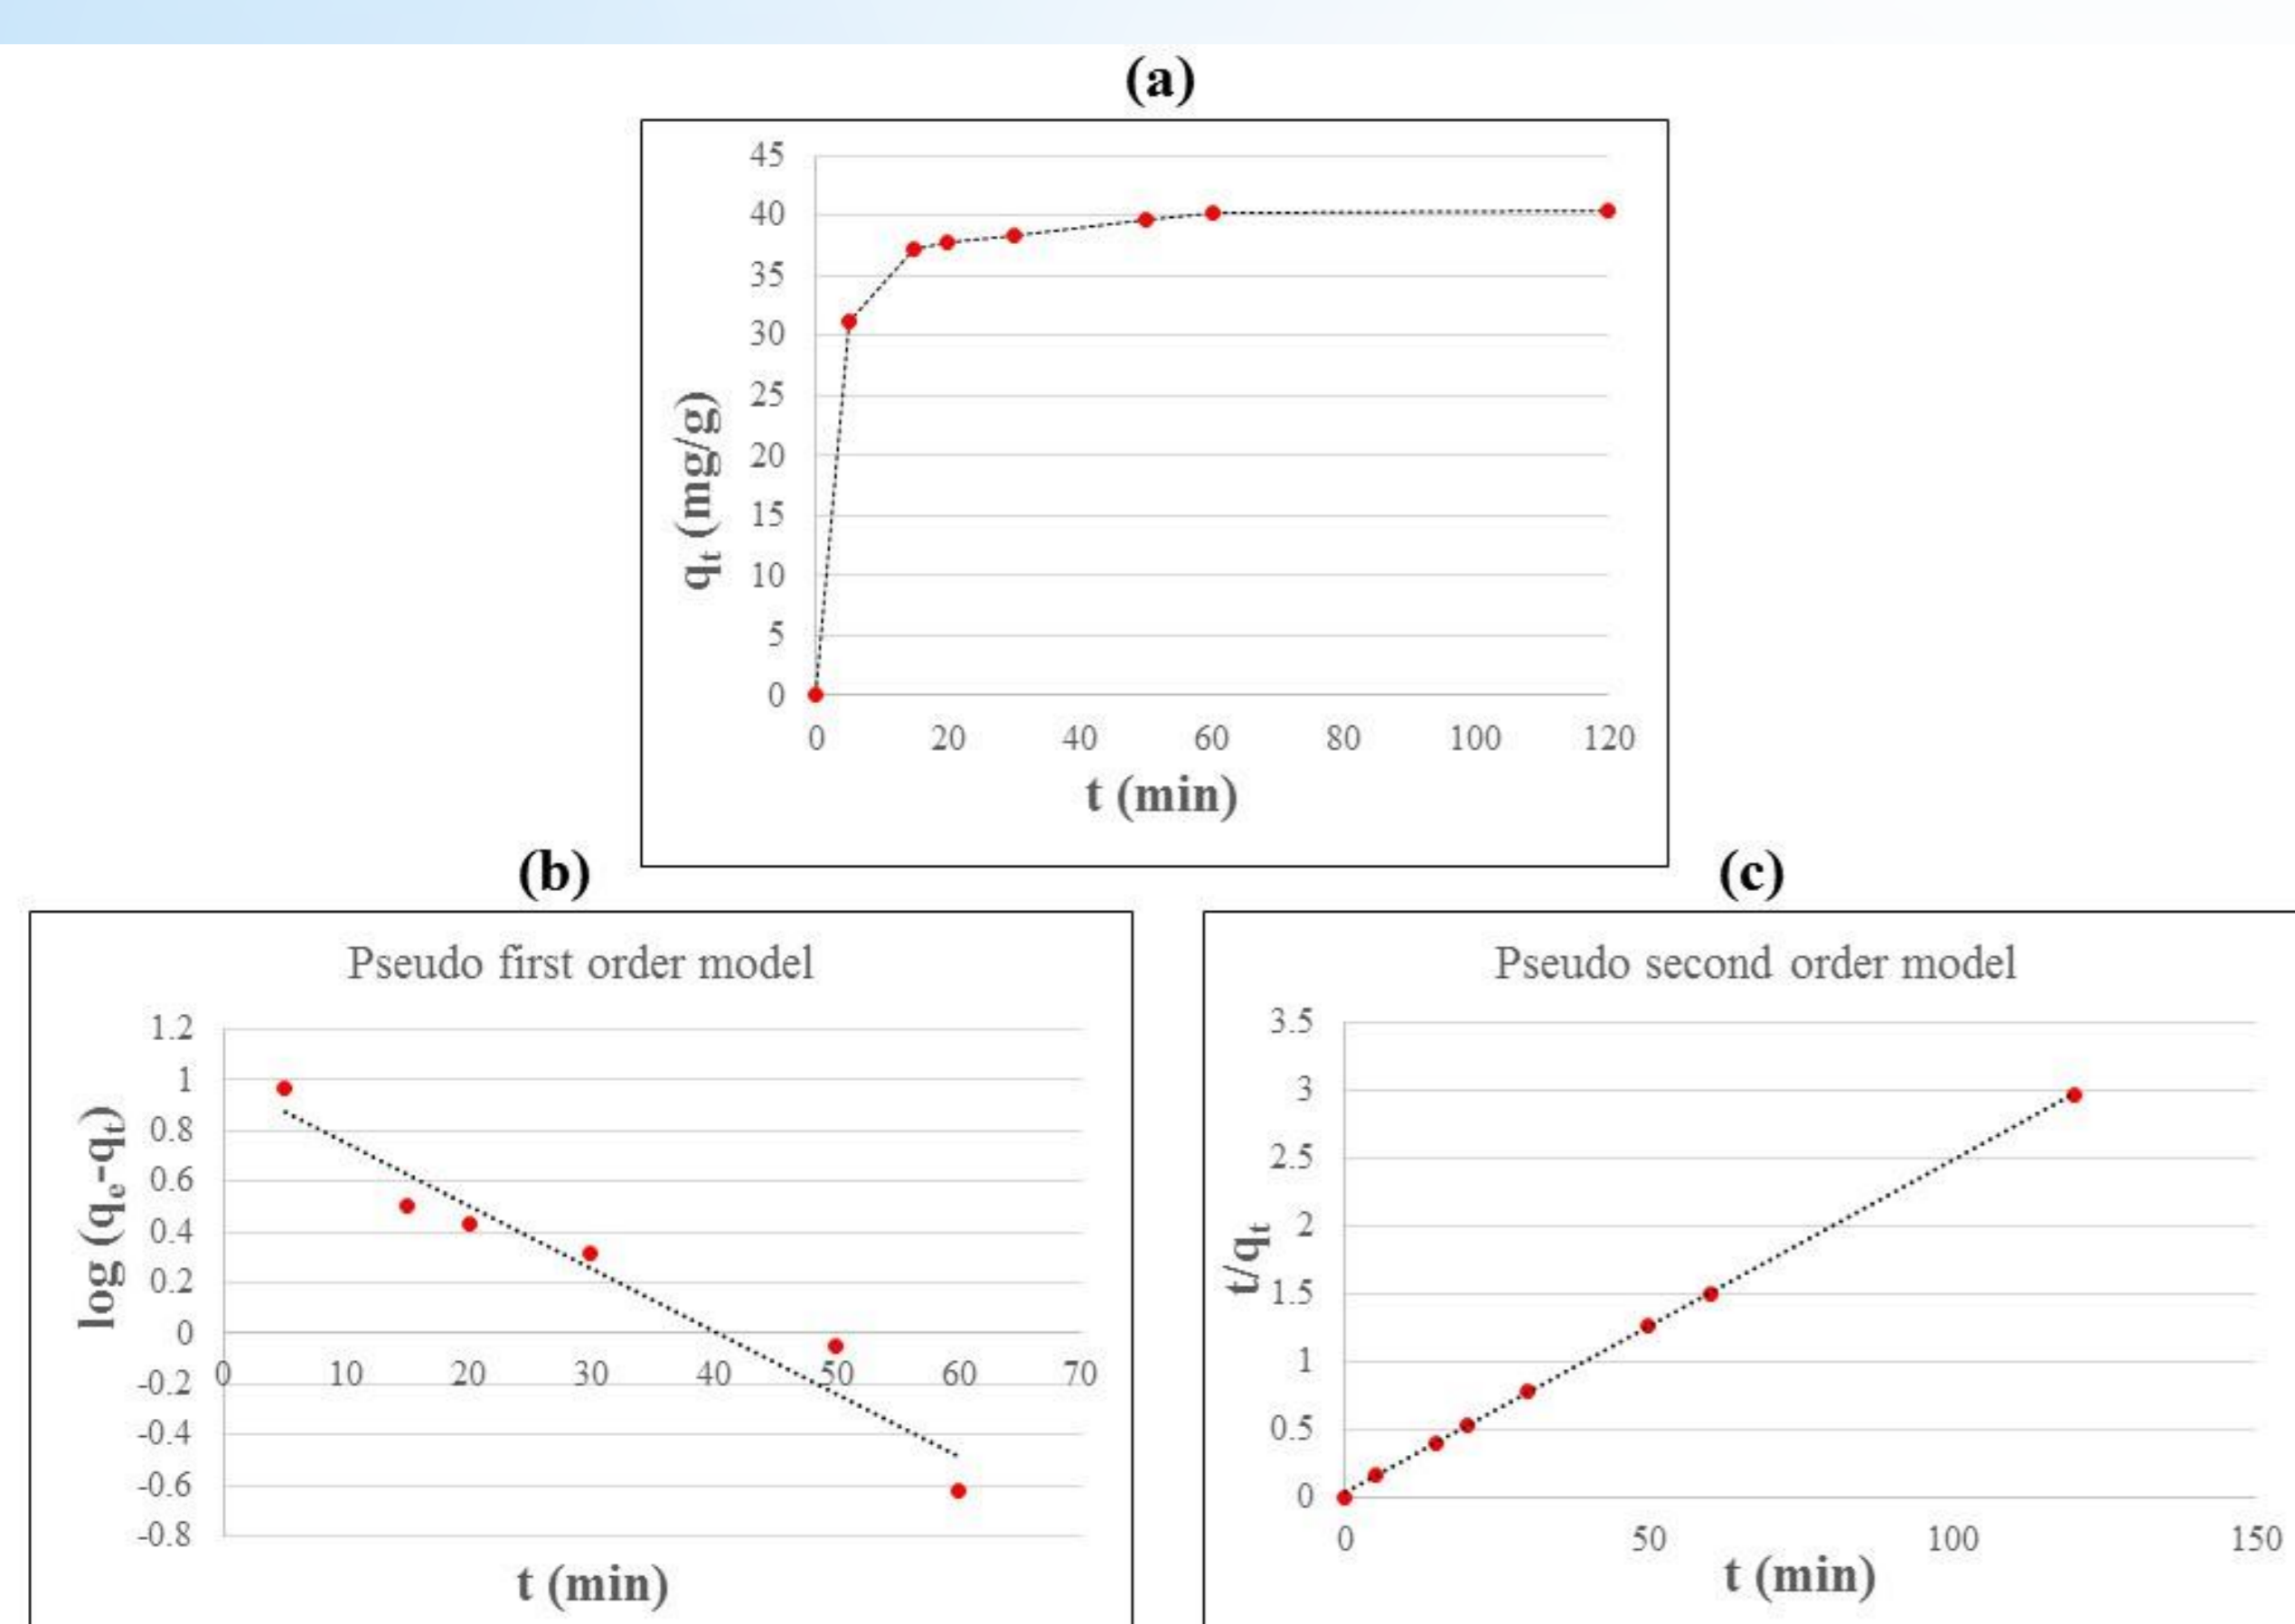 (a)
45
40
35
30
25
20
15
10
5
0
qt (mg/g)
0 20 40 60 80 100 120
t (min)
(b)
Pseudo first order model
1.2
1
0.8
0.6
0.4
0.2
0
-0.2
-0.4
-0.6
-0.8
log (qe-qt)
0 10 20 30 40 50 60 70
t (min)
(c)
Pseudo second order model
3.5
3
2.5
2
1.5
1
0.5
0
t/qt
0 50 100 150
t (min)